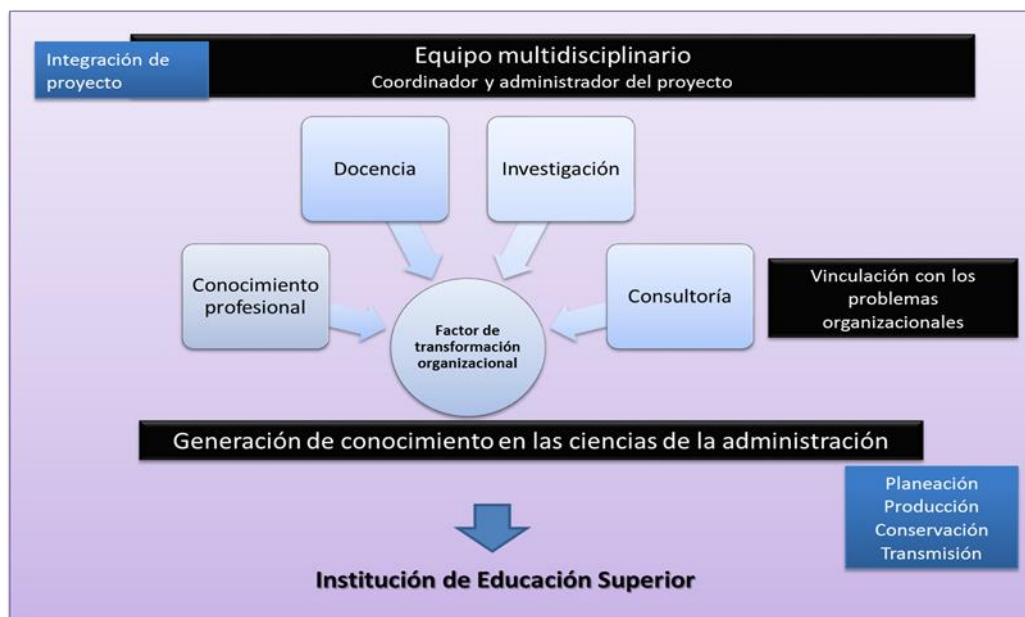 Integración de
proyecto
Equipo multidisciplinario
Coordinador y administrador del proyecto
Docencia
Investigación
Conocimiento
profesional
Consultoría
Factor de
transformación
organizacional
Vinculación con los
problemas
organizacionales
Generación de conocimiento en las ciencias de la administración
Planeación
Producción
Conservación
Transmisión
Institución de Educación Superior